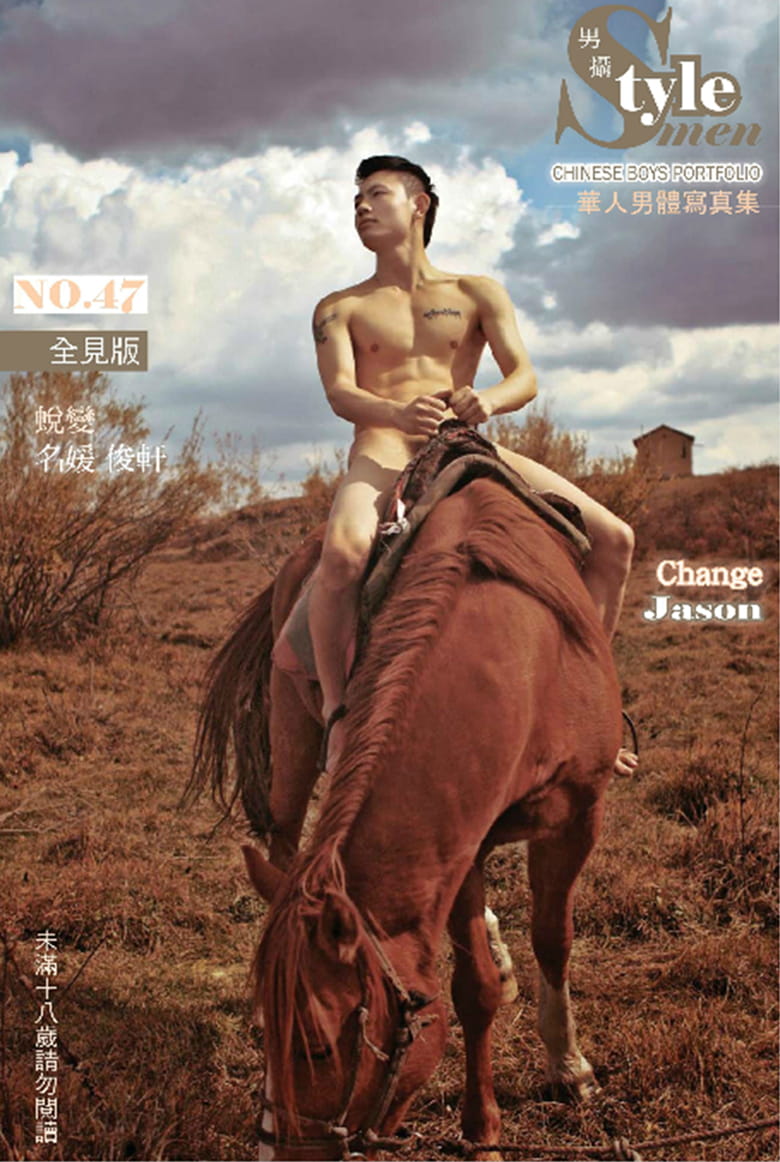 男攝
Style
men
CHINESE BOYS PORTFOLIO
華人男體寫真集
NO.47
全見版
蛻變
名媛 俊軒
Change
Jason
未滿十八歲請勿閱讀